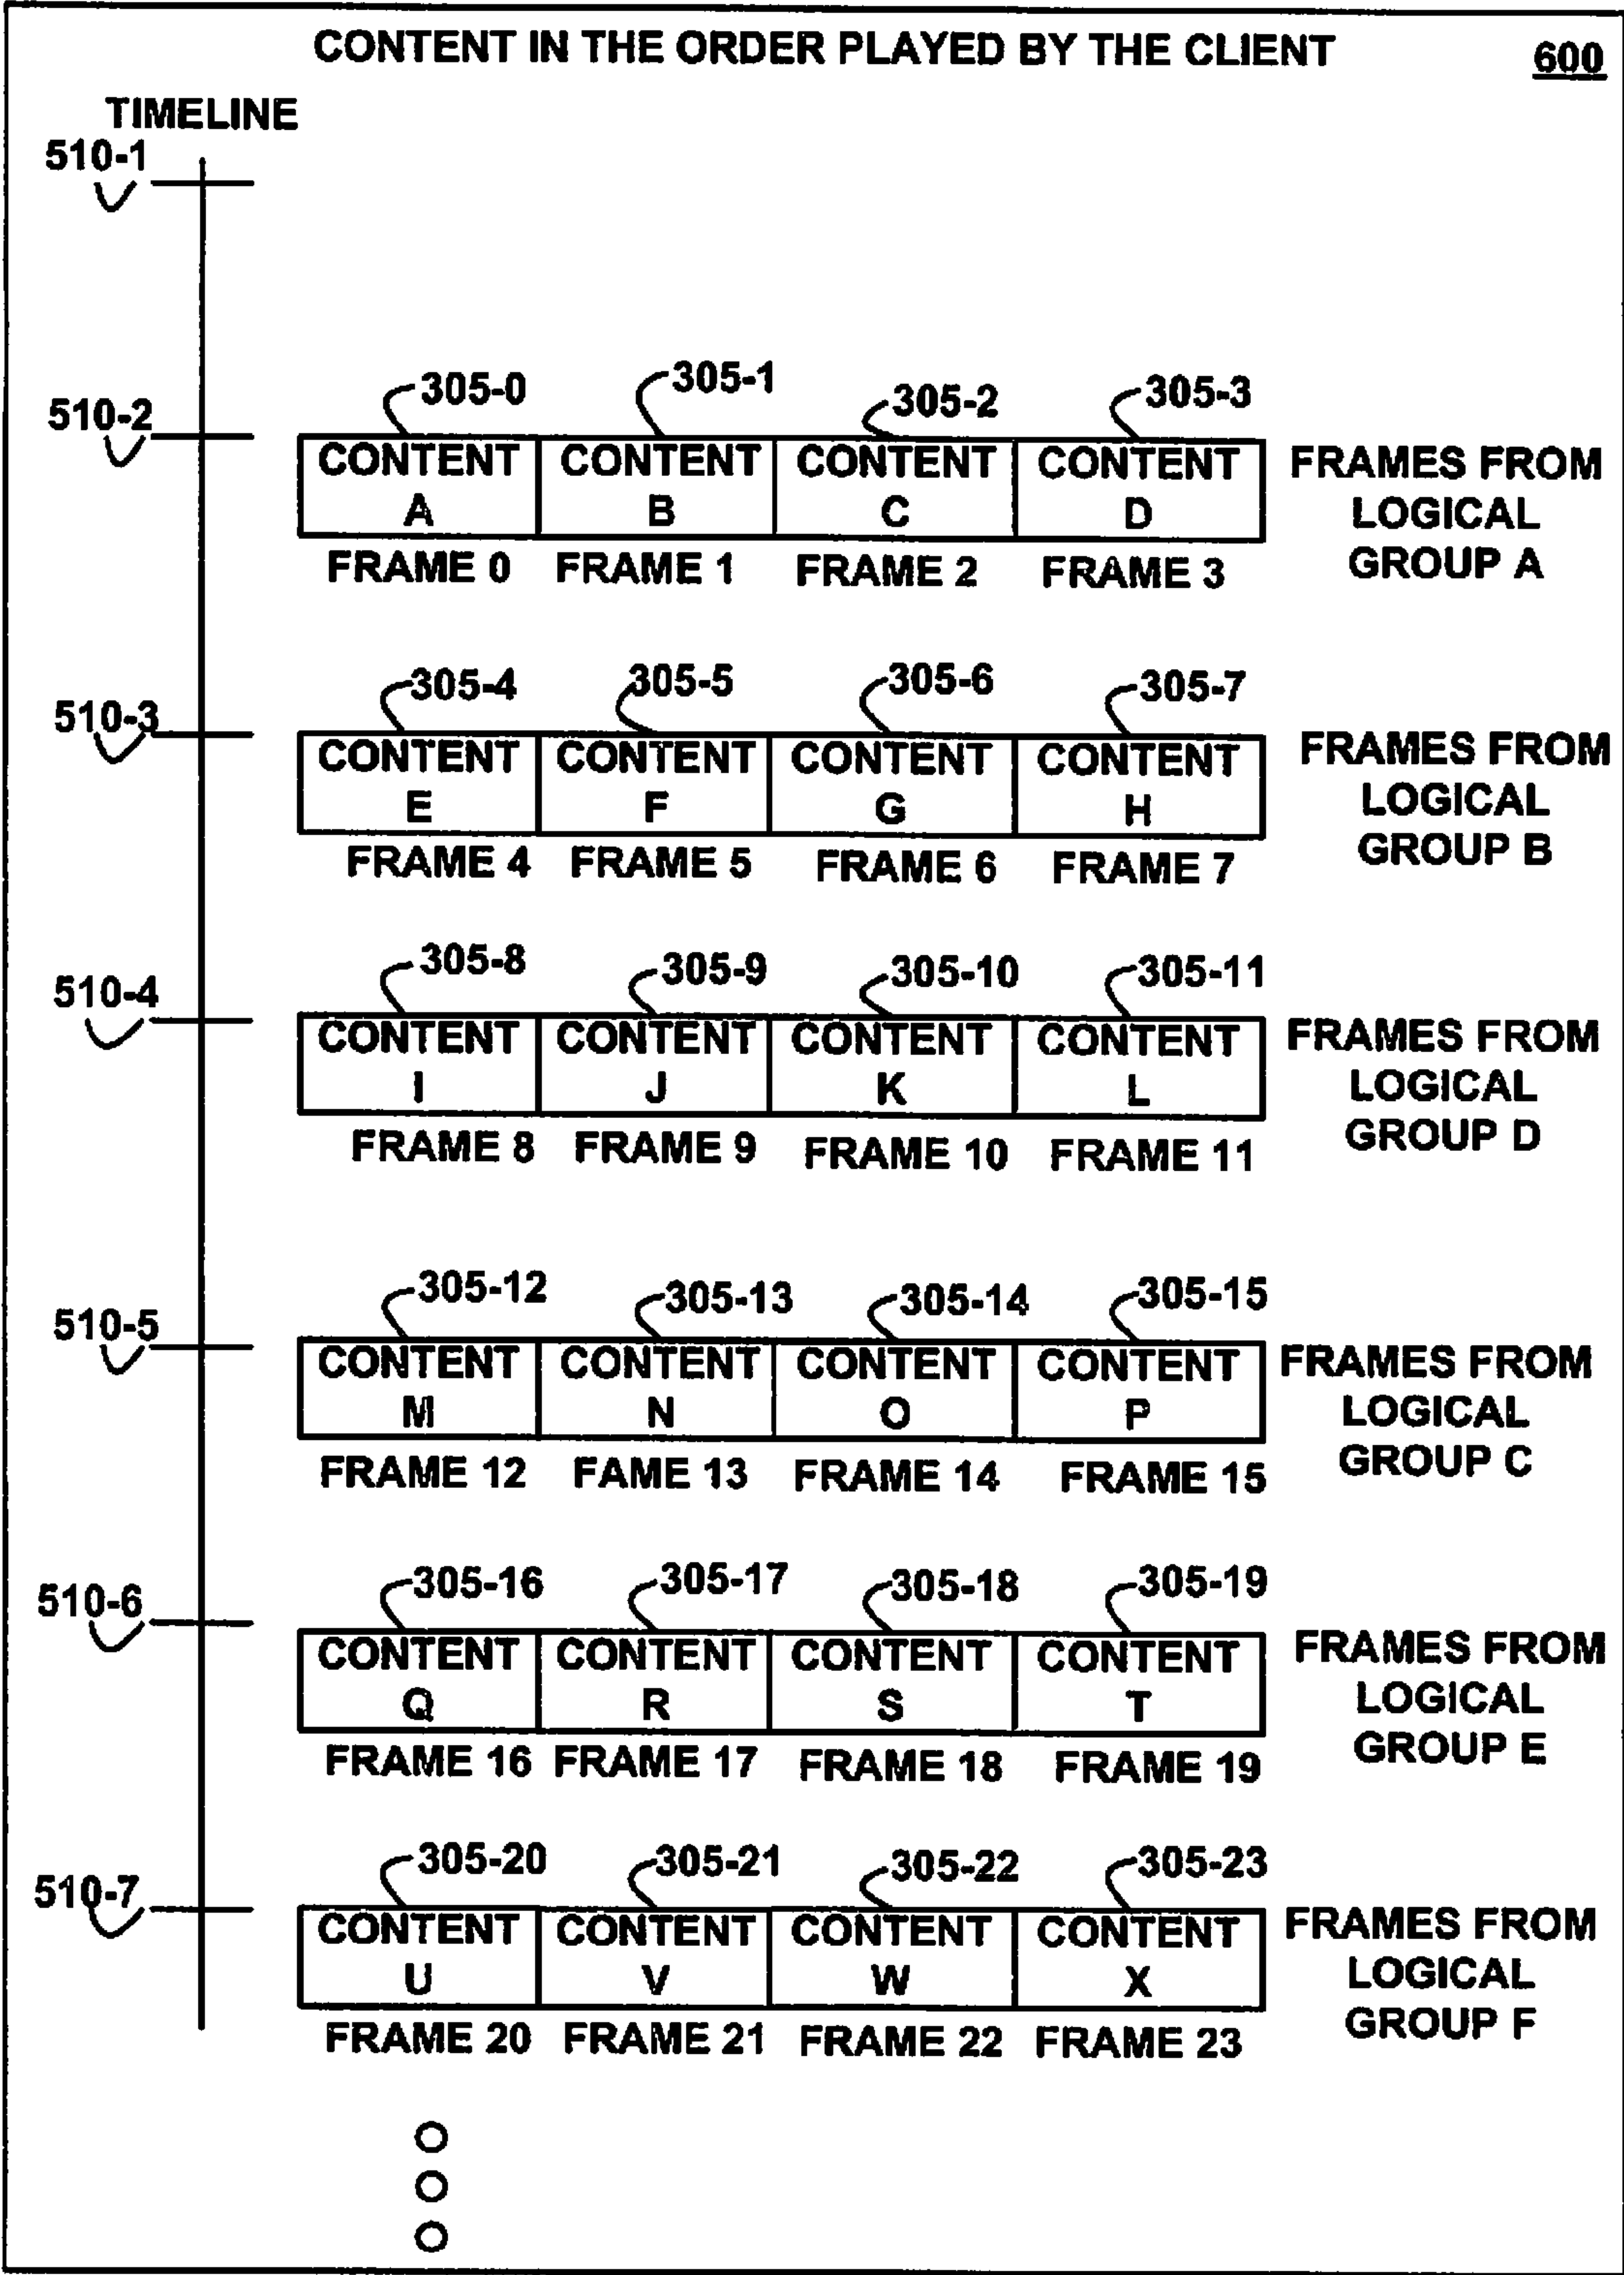 CONTENT IN THE ORDER PLAYED BY THE CLIENT 600
TIMELINE
510-1
305-0 305-1 305-2 305-3
510-2
CONTENT A CONTENT B CONTENT C CONTENT D
FRAME 0 FRAME 1 FRAME 2 FRAME 3
FRAMES FROM
LOGICAL
GROUP A
305-4 305-5 305-6 305-7
510-3
CONTENT E CONTENT F CONTENT G CONTENT H
FRAME 4 FRAME 5 FRAME 6 FRAME 7
FRAMES FROM
LOGICAL
GROUP B
305-8 305-9 305-10 305-11
510-4
CONTENT I CONTENT J CONTENT K CONTENT L
FRAME 8 FRAME 9 FRAME 10 FRAME 11
FRAMES FROM
LOGICAL
GROUP D
305-12 305-13 305-14 305-15
510-5
CONTENT M CONTENT N CONTENT O CONTENT P
FRAME 12 FAME 13 FRAME 14 FRAME 15
FRAMES FROM
LOGICAL
GROUP C
305-16 305-17 305-18 305-19
510-6
CONTENT Q CONTENT R CONTENT S CONTENT T
FRAME 16 FRAME 17 FRAME 18 FRAME 19
FRAMES FROM
LOGICAL
GROUP E
305-20 305-21 305-22 305-23
510-7
CONTENT U CONTENT V CONTENT W CONTENT X
FRAME 20 FRAME 21 FRAME 22 FRAME 23
FRAMES FROM
LOGICAL
GROUP F